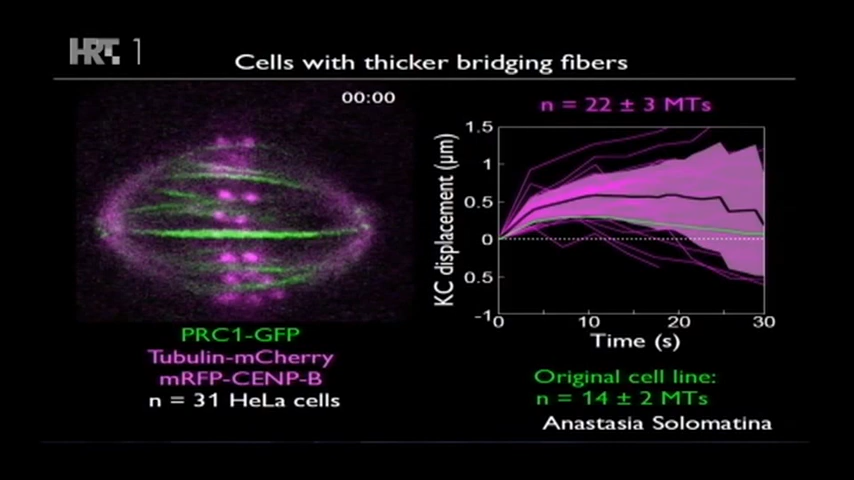 HRT 1
Cells with thicker bridging fibers
00:00
PRC1-GFP
Tubulin-mCherry
mRFP-CENP-B
n = 31 HeLa cells
n = 22 ± 3 MTs
KC displacement (μm)
1.5
1
0.5
0
0.5
-1
0
10
20
30
Time (s)
Original cell line:
n = 14 ± 2 MTs
Anastasia Solomatina